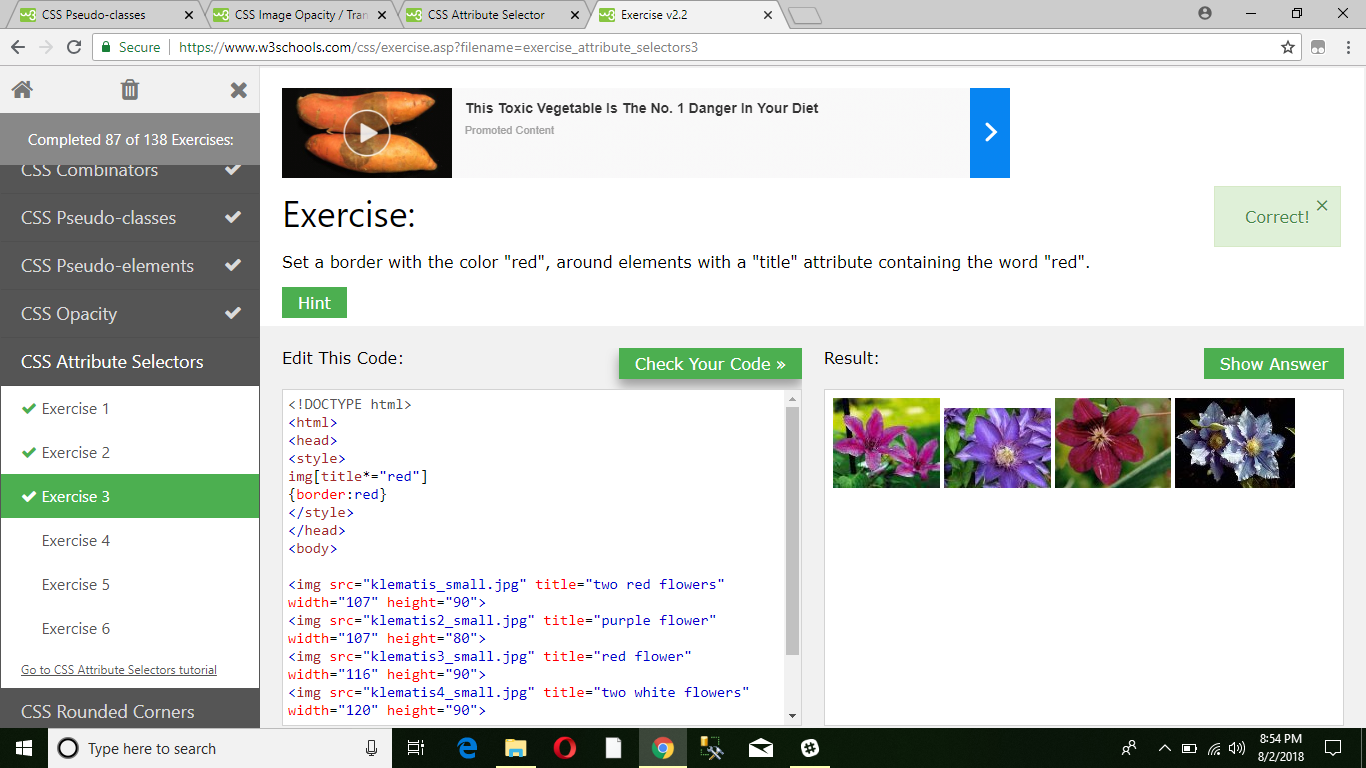 CSS Pseudo-classes
CSS Image Opacity / Tran
CSS Attribute Selector
Exercise v2.2
Secure
https://www.w3schools.com/css/exercise.asp?filename=exercise_attribute_selectors3
Completed 87 of 138 Exercises:
CSS Combinators
CSS Pseudo-classes
CSS Pseudo-elements
CSS Opacity
CSS Attribute Selectors
Exercise 1
Exercise 2
Exercise 3
Exercise 4
Exercise 5
Exercise 6
Go to CSS Attribute Selectors tutorial
CSS Rounded Corners
This Toxic Vegetable Is The No. 1 Danger In Your Diet
Promoted Content
Exercise:
Correct!
Set a border with the color "red", around elements with a "title" attribute containing the word "red".
Hint
Edit This Code:
Check Your Code »
<!DOCTYPE html>
<html>
<head>
<style>
img[title*="red"]
{border:red}
</style>
</head>
<body>
<img src="klematis_small.jpg" title="two red flowers"
width="107" height="90">
<img src="klematis2_small.jpg" title="purple flower"
width="107" height="80">
<img src="klematis3_small.jpg" title="red flower"
width="116" height="90">
<img src="klematis4_small.jpg" title="two white flowers"
width="120" height="90">
Result:
Show Answer
Type here to search
8:54 PM
8/2/2018